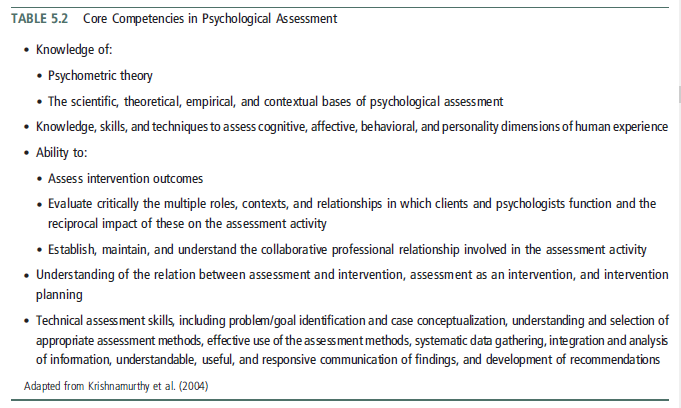 TABLE 5.2 Core Competencies in Psychological Assessment
• Knowledge of:
• Psychometric theory
• The scientific, theoretical, empirical, and contextual bases of psychological assessment
• Knowledge, skills, and techniques to assess cognitive, affective, behavioral, and personality dimensions of human experience
• Ability to:
• Assess intervention outcomes
• Evaluate critically the multiple roles, contexts, and relationships in which clients and psychologists function and the
reciprocal impact of these on the assessment activity
• Establish, maintain, and understand the collaborative professional relationship involved in the assessment activity
• Understanding of the relation between assessment and intervention, assessment as an intervention, and intervention
planning
• Technical assessment skills, including problem/goal identification and case conceptualization, understanding and selection of
appropriate assessment methods, effective use of the assessment methods, systematic data gathering, integration and analysis
of information, understandable, useful, and responsive communication of findings, and development of recommendations
Adapted from Krishnamurthy et al. (2004)